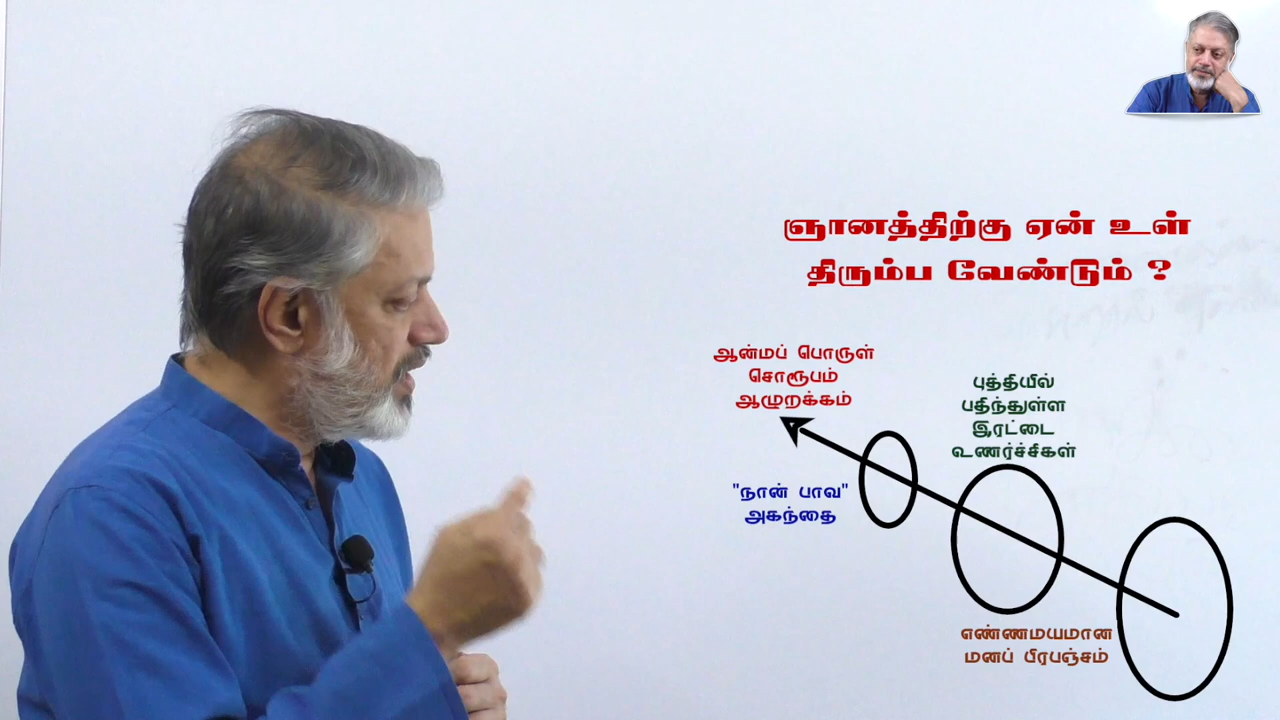 ஞானத்திற்கு ஏன் உள்
திரும்ப வேண்டும் ?
ஆன்மப் பொருள்
சொரூபம்
ஆழுறக்கம்
புத்தியில்
பதிந்துள்ள
இரட்டை
உணர்ச்சிகள்
"நான் பாவ"
அகந்தை
எண்ணமயமான
மனப் பிரபஞ்சம்